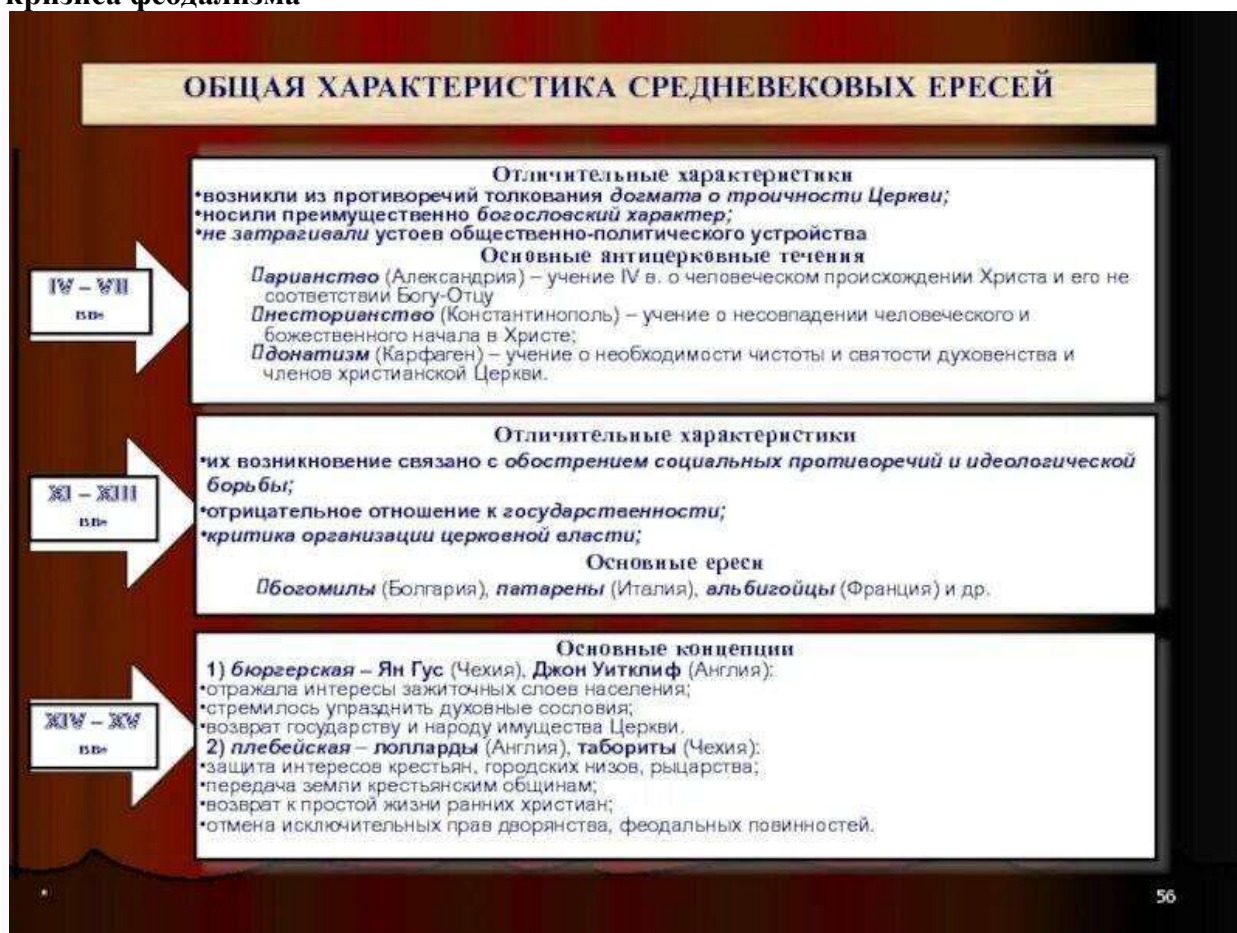 кризиса феодализма
ОБЩАЯ ХАРАКТЕРИСТИКА СРЕДНЕВЕКОВЫХ ЕРЕСЕЙ
Отличительные характеристики
•возникли из противоречий толкования догмата о троичности Церкви;
•носили преимущественно богословский характер;
•не затрагивали устоев общественно-политического устройства
Основные антицерковные течения
арианство (Александрия) – учение IV в. о человеческом происхождении Христа и его не
соответствии Богу-Отцу
несторианство (Константинополь) – учение о несовпадении человеческого и
божественного начала в Христе;
донатизм (Карфаген) – учение о необходимости чистоты и святости духовенства и
членов христианской Церкви.
IV – VII
вв.
Отличительные характеристики
•их возникновение связано с обострением социальных противоречий и идеологической
борьбы;
•отрицательное отношение к государственности;
•критика организации церковной власти;
Основные ереси
богомилы (Болгария), патарены (Италия), альбигойцы (Франция) и др.
XI – XIII
вв.
Основные концепции
1) бюргерская – Ян Гус (Чехия), Джон Уитклиф (Англия):
•отражала интересы зажиточных слоев населения;
•стремилось упразднить духовные сословия;
•возврат государству и народу имущества Церкви.
2) плебейская – лолларды (Англия), табориты (Чехия):
•защита интересов крестьян, городских низов, рыцарства;
•передача земли крестьянским общинам;
•возврат к простой жизни ранних христиан;
•отмена исключительных прав дворянства, феодальных повинностей.
XIV – XV
вв.
*
56